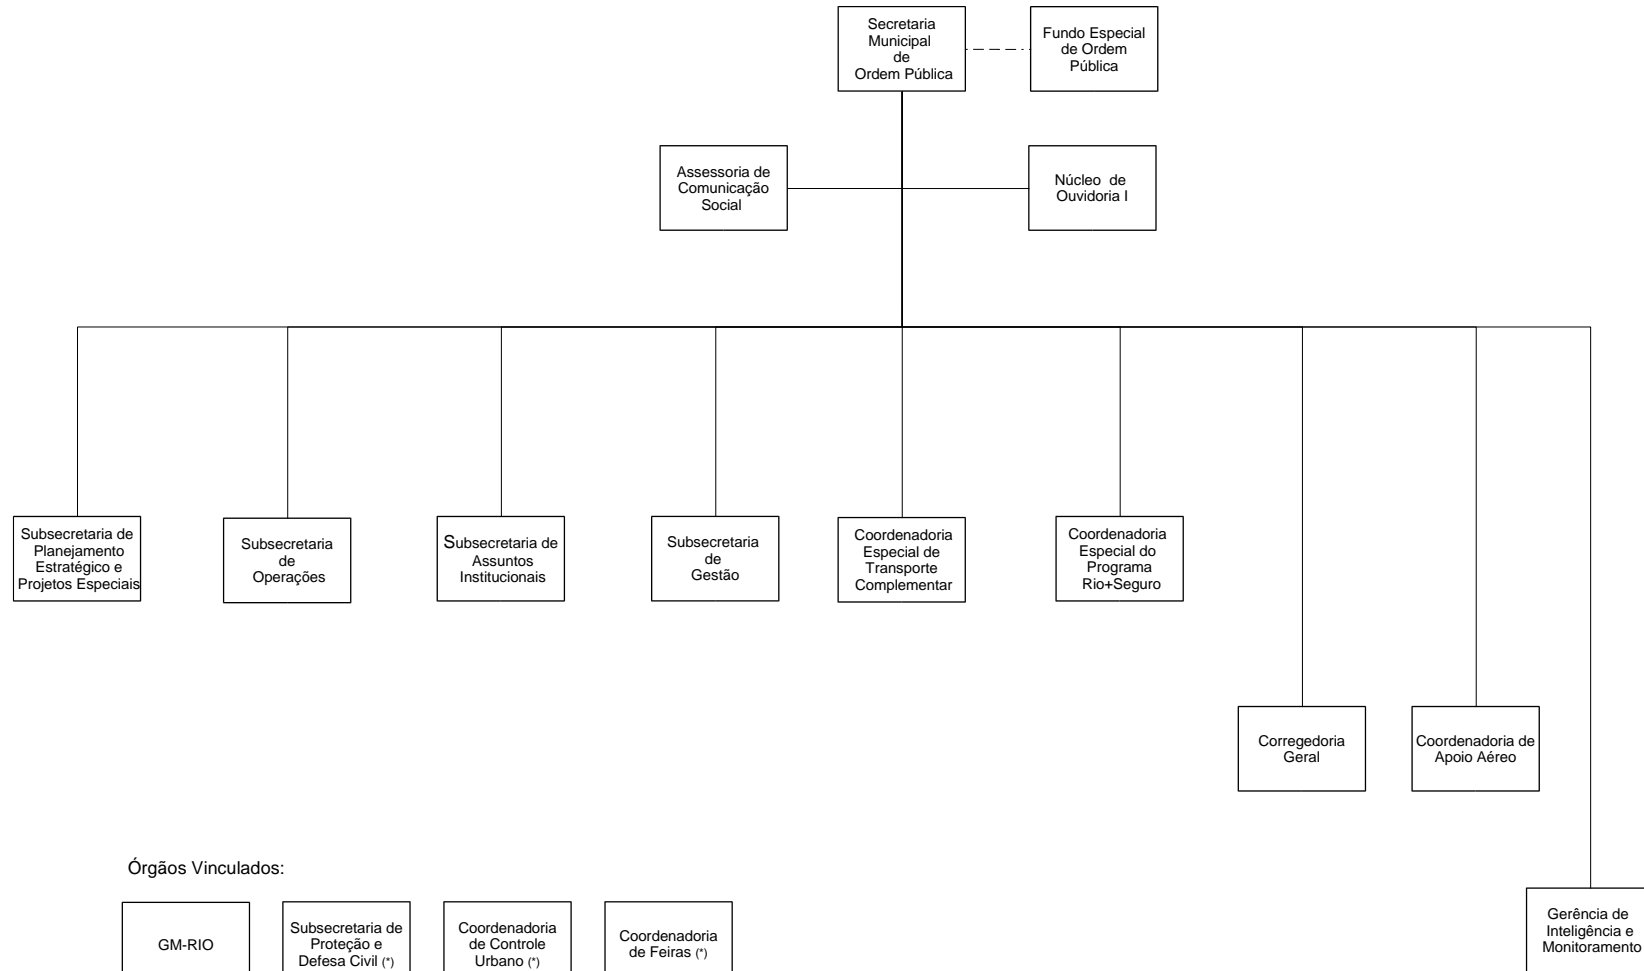 Secretaria
Municipal
de
Ordem Pública
Fundo Especial
de Ordem
Pública
Assessoria de
Comunicação
Social
Núcleo de
Ouvidoria I
Subsecretaria de
Planejamento
Estratégico e
Projetos Especiais
Subsecretaria
de
Operações
Subsecretaria de
Assuntos
Institucionais
Subsecretaria
de
Gestão
Coordenadoria
Especial de
Transporte
Complementar
Coordenadoria
Especial do
Programa
Rio+Seguro
Corregedoria
Geral
Coordenadoria de
Apoio Aéreo
Órgãos Vinculados:
GM-RIO
Subsecretaria de
Proteção e
Defesa Civil (*)
Coordenadoria
de Controle
Urbano (*)
Coordenadoria
de Feiras (*)
Gerência de
Inteligência e
Monitoramento